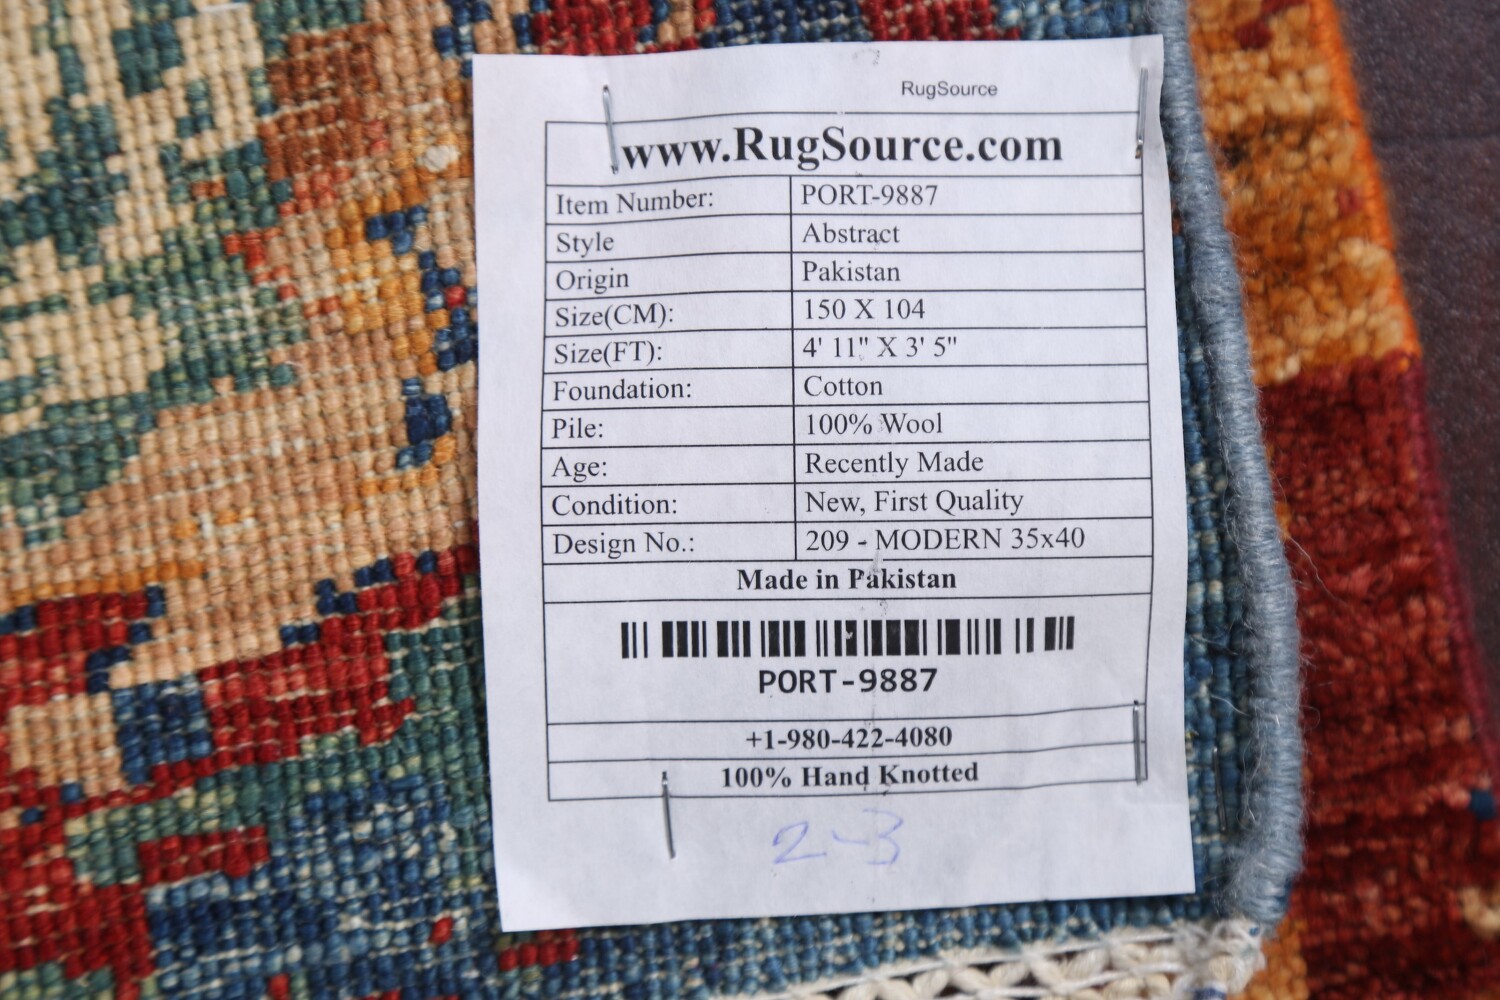 RugSource
www.RugSource.com
Item Number: PORT-9887
Style Abstract
Origin Pakistan
Size(CM): 150 X 104
Size(FT): 4' 11" X 3' 5"
Foundation: Cotton
Pile: 100% Wool
Age: Recently Made
Condition: New, First Quality
Design No.: 209 - MODERN 35x40
Made in Pakistan
PORT-9887
+1-980-422-4080
100% Hand Knotted
2-3